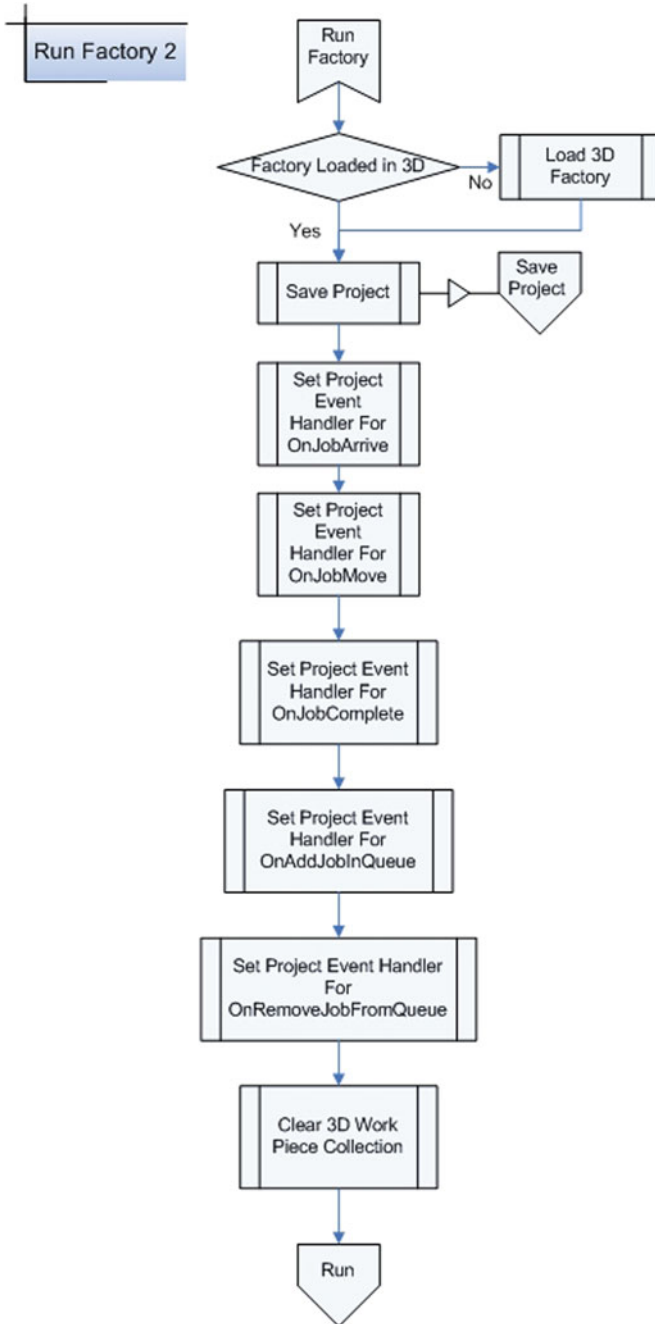 Run Factory 2
Run
Factory
Factory Loaded in 3D
No
Load 3D
Factory
Yes
Save Project
Save
Project
Set Project
Event
Handler For
OnJobArrive
Set Project
Event
Handler For
OnJobMove
Set Project Event
Handler For
OnJobComplete
Set Project Event
Handler For
OnAddJobInQueue
Set Project Event Handler
For
OnRemoveJobFromQueue
Clear 3D Work
Piece Collection
Run